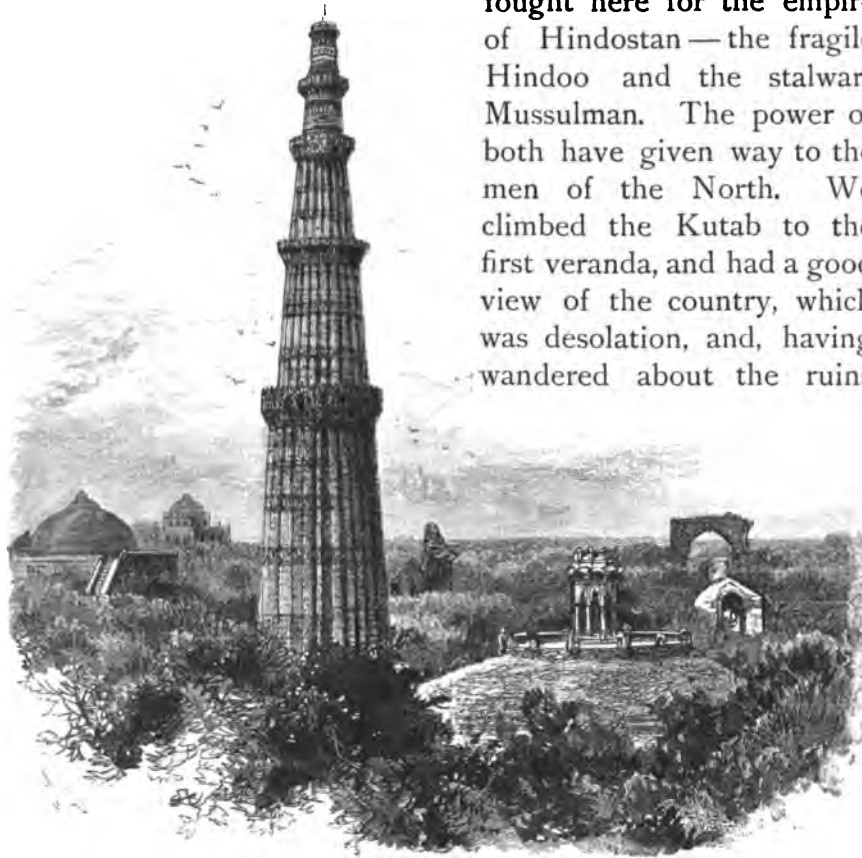 fought here for the empir
of Hindostan — the fragil
Hindoo and the stalwar
Mussulman. The power o
both have given way to th
men of the North. W
climbed the Kutab to th
first veranda, and had a good
view of the country, which
was desolation, and, having
wandered about the ruins